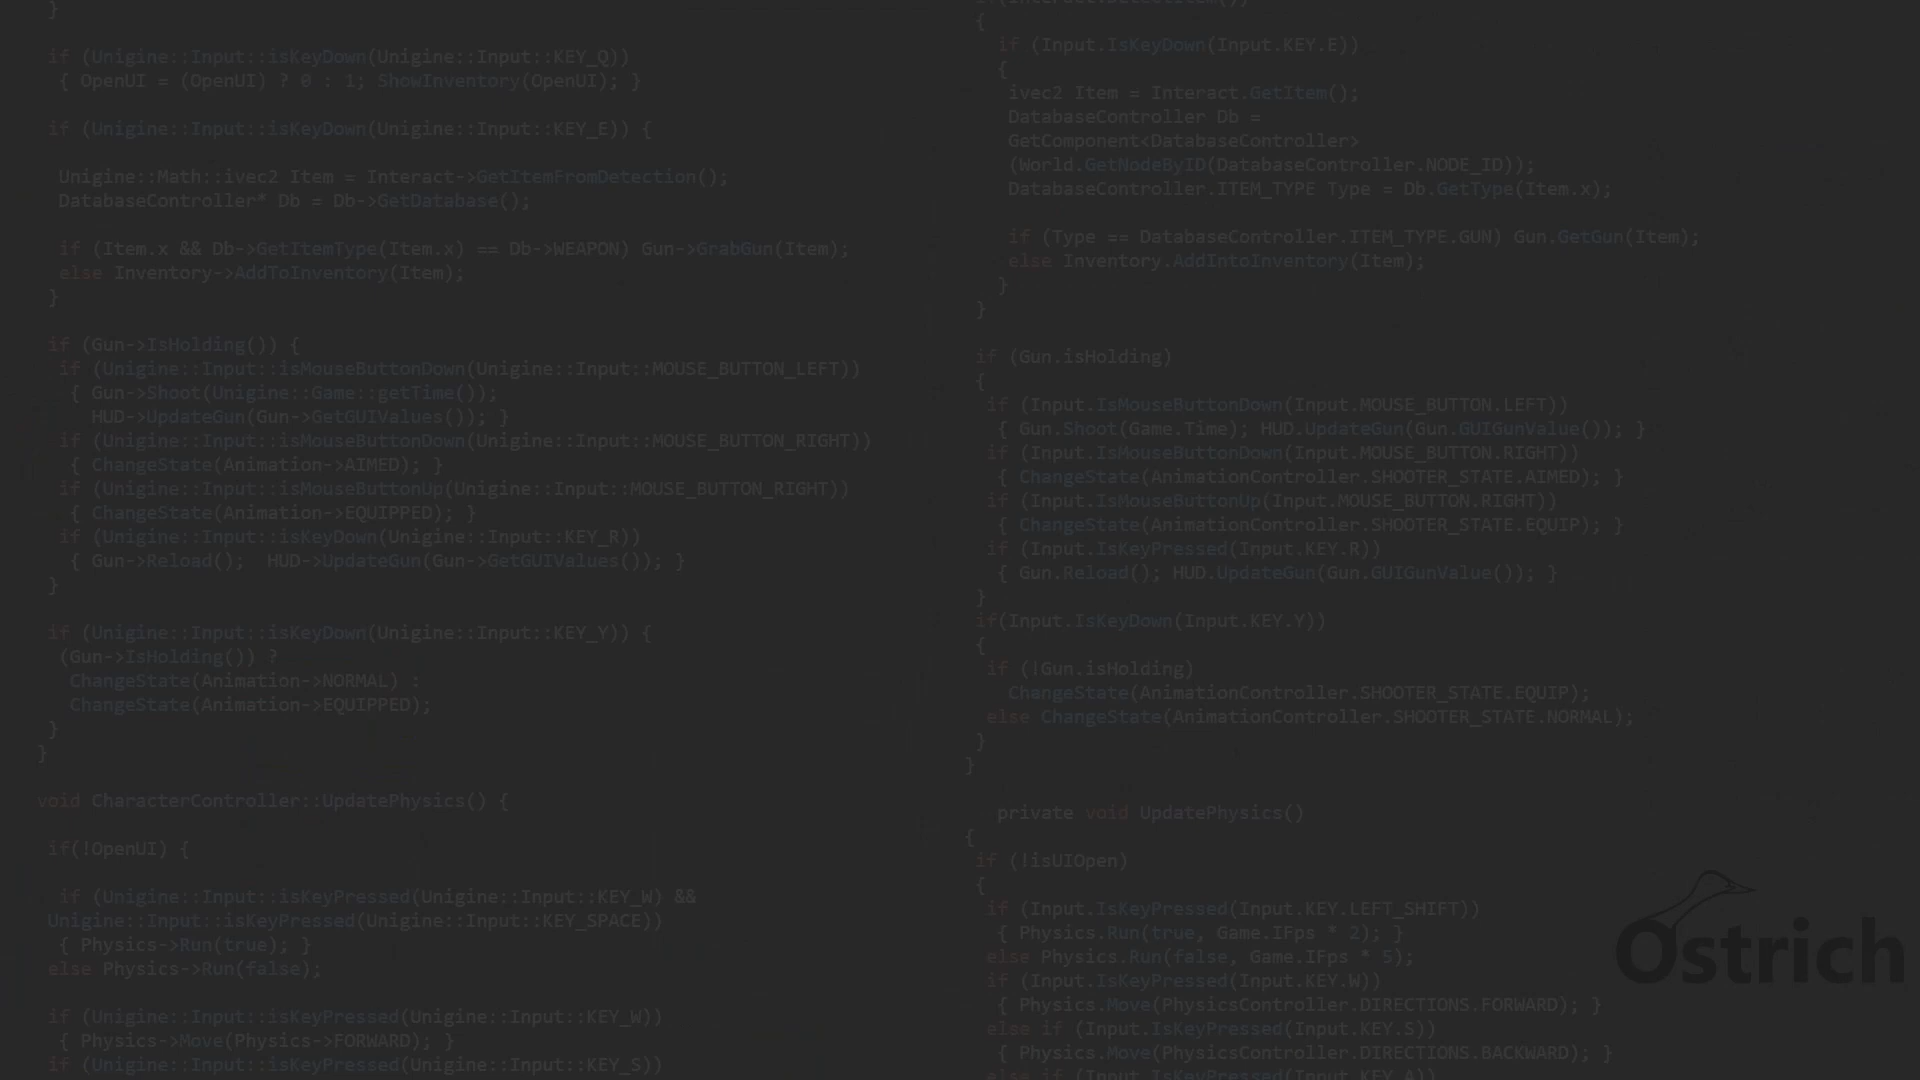 }
if (Unigine::Input::isKeyDown(Unigine::Input::KEY_Q))
{ OpenUI = (OpenUI) ? 0 : 1; ShowInventory(OpenUI); }
if (Unigine::Input::isKeyDown(Unigine::Input::KEY_E)) {
Unigine::Math::ivec2 Item = Interact->GetItemFromDetection();
DatabaseController* Db = Db->GetDatabase();
if (Item.x && Db->GetItemType(Item.x) == Db->WEAPON) Gun->GrabGun(Item);
else Inventory->AddToInventory(Item);
}
if (Gun->IsHolding()) {
if (Unigine::Input::isMouseButtonDown(Unigine::Input::MOUSE_BUTTON_LEFT))
{ Gun->Shoot(Unigine::Game::getTime());
HUD->UpdateGun(Gun->GetGUIValues()); }
if (Unigine::Input::isMouseButtonDown(Unigine::Input::MOUSE_BUTTON_RIGHT))
{ ChangeState(Animation->AIMED); }
if (Unigine::Input::isMouseButtonUp(Unigine::Input::MOUSE_BUTTON_RIGHT))
{ ChangeState(Animation->EQUIPPED); }
if (Unigine::Input::isKeyDown(Unigine::Input::KEY_R))
{ Gun->Reload(); HUD->UpdateGun(Gun->GetGUIValues()); }
}
if (Unigine::Input::isKeyDown(Unigine::Input::KEY_Y)) {
(Gun->IsHolding()) ?
ChangeState(Animation->NORMAL) :
ChangeState(Animation->EQUIPPED);
}
}
void CharacterController::UpdatePhysics() {
if(!OpenUI) {
if (Unigine::Input::isKeyPressed(Unigine::Input::KEY_W) &&
Unigine::Input::isKeyPressed(Unigine::Input::KEY_SPACE))
{ Physics->Run(true); }
else Physics->Run(false);
if (Unigine::Input::isKeyPressed(Unigine::Input::KEY_W))
{ Physics->Move(Physics->FORWARD); }
if (Unigine::Input::isKeyPressed(Unigine::Input::KEY_S))
{
if (Input.IsKeyDown(Input.KEY.E))
{
ivec2 Item = Interact.GetItem();
DatabaseController Db =
GetComponent<DatabaseController>
(World.GetNodeByID(DatabaseController.NODE_ID));
DatabaseController.ITEM_TYPE Type = Db.GetType(Item.x);
if (Type == DatabaseController.ITEM_TYPE.GUN) Gun.GetGun(Item);
else Inventory.AddIntoInventory(Item);
}
}
if (Gun.isHolding)
{
if (Input.IsMouseButtonDown(Input.MOUSE_BUTTON.LEFT))
{ Gun.Shoot(Game.Time); HUD.UpdateGun(Gun.GUIGunValue()); }
if (Input.IsMouseButtonDown(Input.MOUSE_BUTTON.RIGHT))
{ ChangeState(AnimationController.SHOOTER_STATE.AIMED); }
if (Input.IsMouseButtonUp(Input.MOUSE_BUTTON.RIGHT))
{ ChangeState(AnimationController.SHOOTER_STATE.EQUIP); }
if (Input.IsKeyPressed(Input.KEY.R))
{ Gun.Reload(); HUD.UpdateGun(Gun.GUIGunValue()); }
}
if(Input.IsKeyDown(Input.KEY.Y))
{
if (!Gun.isHolding)
ChangeState(AnimationController.SHOOTER_STATE.EQUIP);
else ChangeState(AnimationController.SHOOTER_STATE.NORMAL);
}
}
private void UpdatePhysics()
{
if (!isUIOpen)
{
if (Input.IsKeyPressed(Input.KEY.LEFT_SHIFT))
{ Physics.Run(true, Game.IFps * 2); }
else Physics.Run(false, Game.IFps * 5);
if (Input.IsKeyPressed(Input.KEY.W))
{ Physics.Move(PhysicsController.DIRECTIONS.FORWARD); }
else if (Input.IsKeyPressed(Input.KEY.S))
{ Physics.Move(PhysicsController.DIRECTIONS.BACKWARD); }
else if (Input.IsKeyPressed(Input.KEY.A))
Ostrich